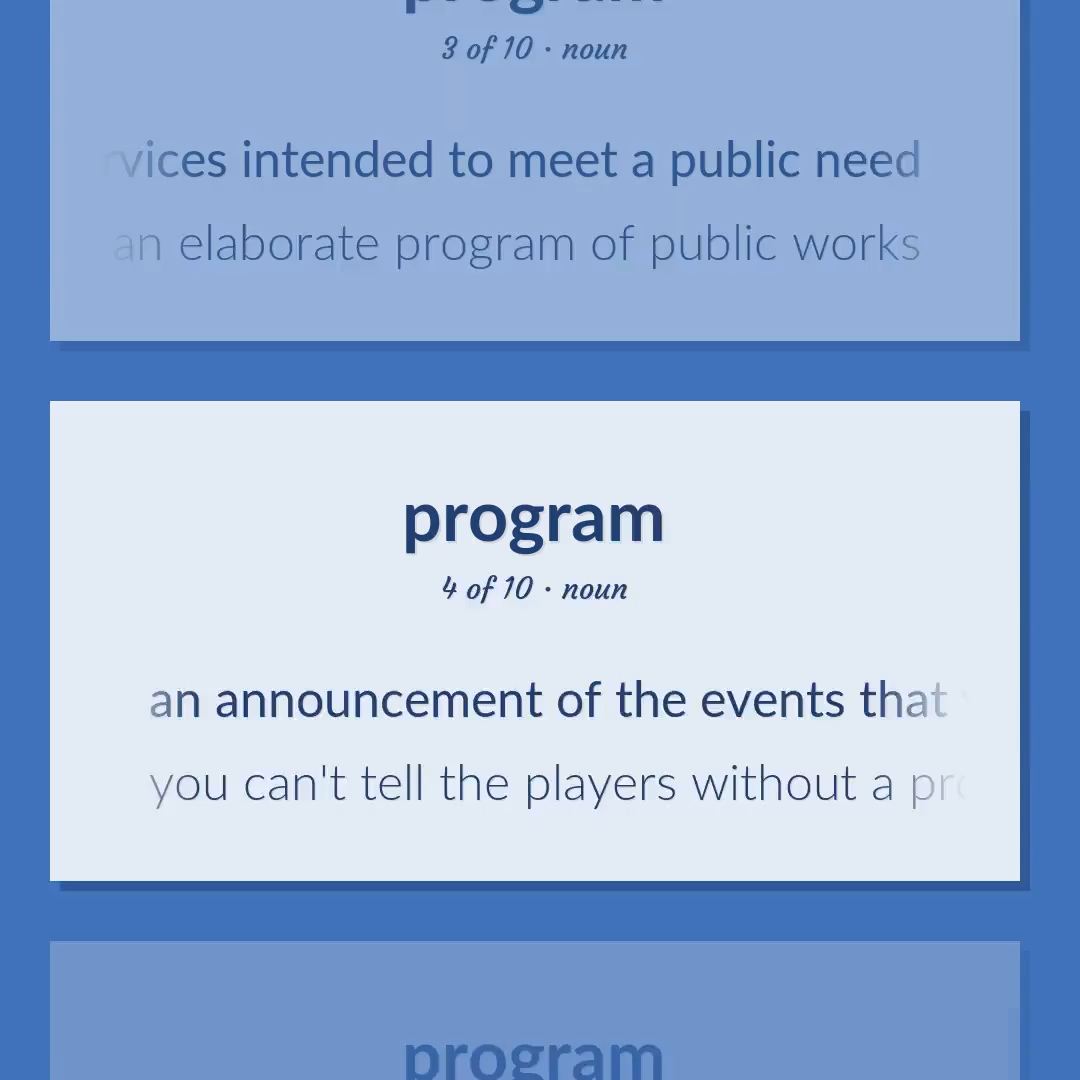 program
3 of 10 · noun
intended to meet a public need
an elaborate program of public works
program
4 of 10 · noun
an announcement of the events that
you can't tell the players without a
program